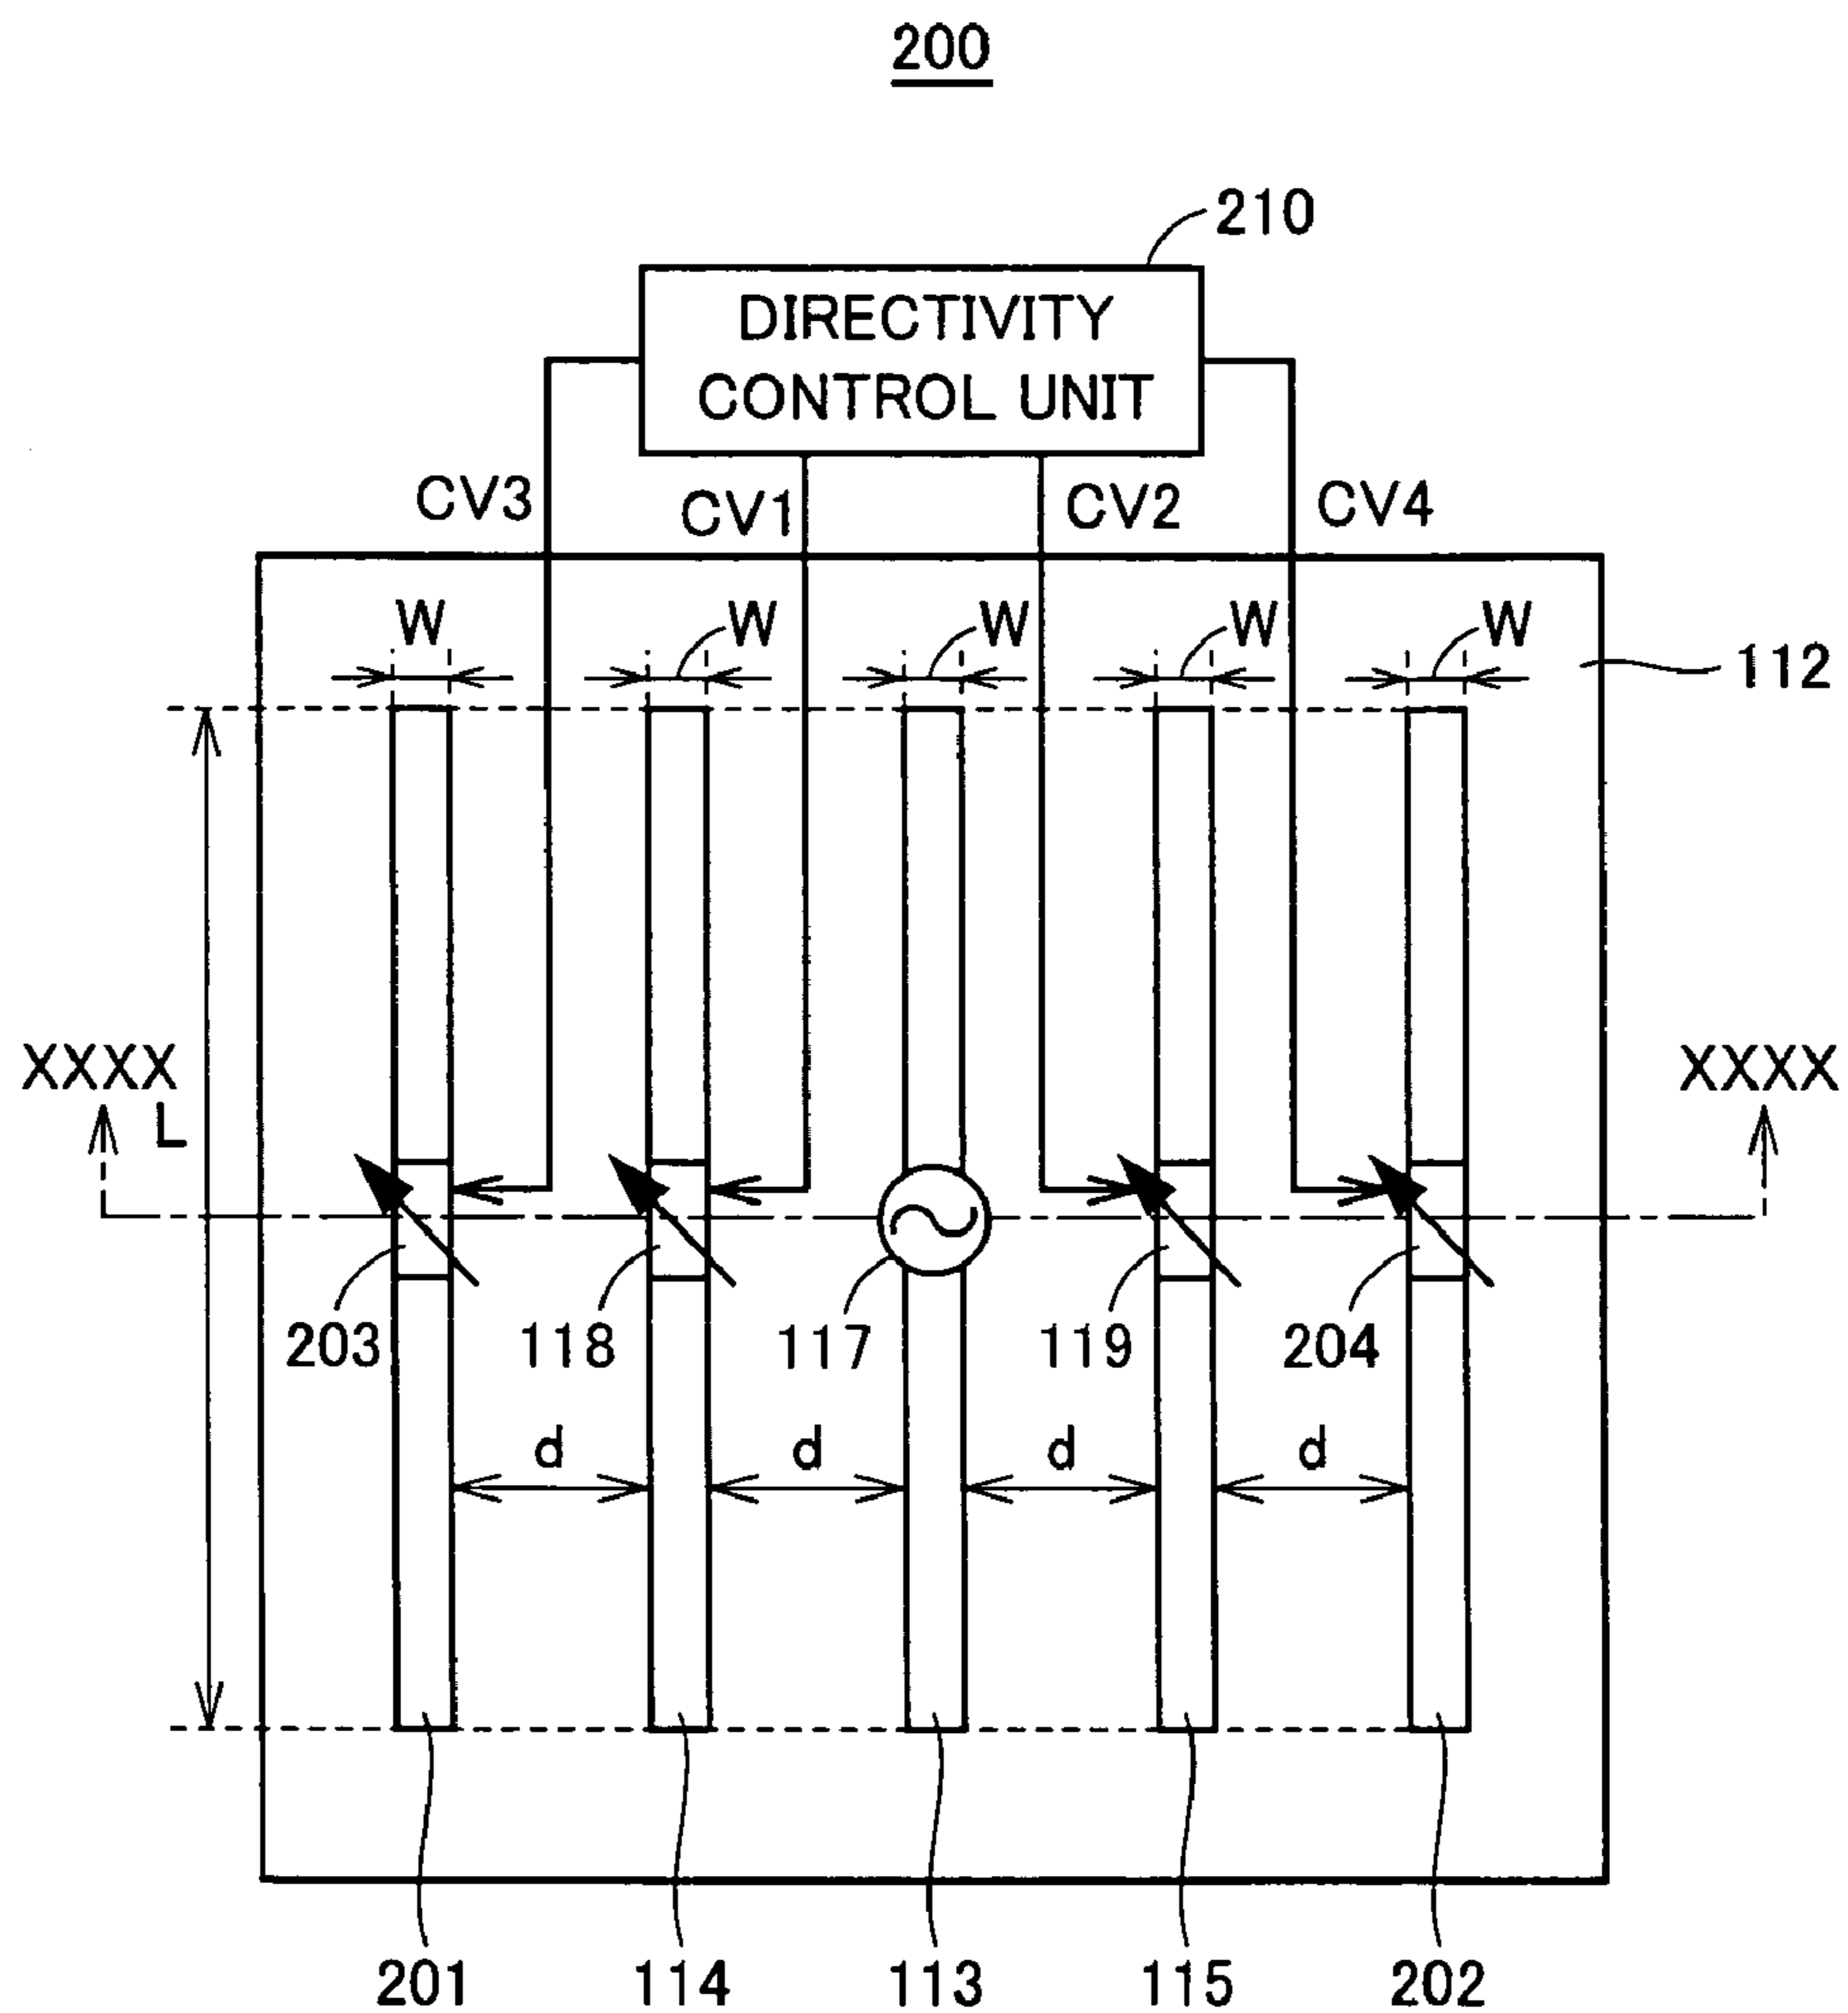 200
210
DIRECTIVITY
CONTROL UNIT
CV3 CV1 CV2 CV4
W W W W W
112
XXXX XXXX
L
203 118 117 119 204
d d d d
201 114 113 115 202